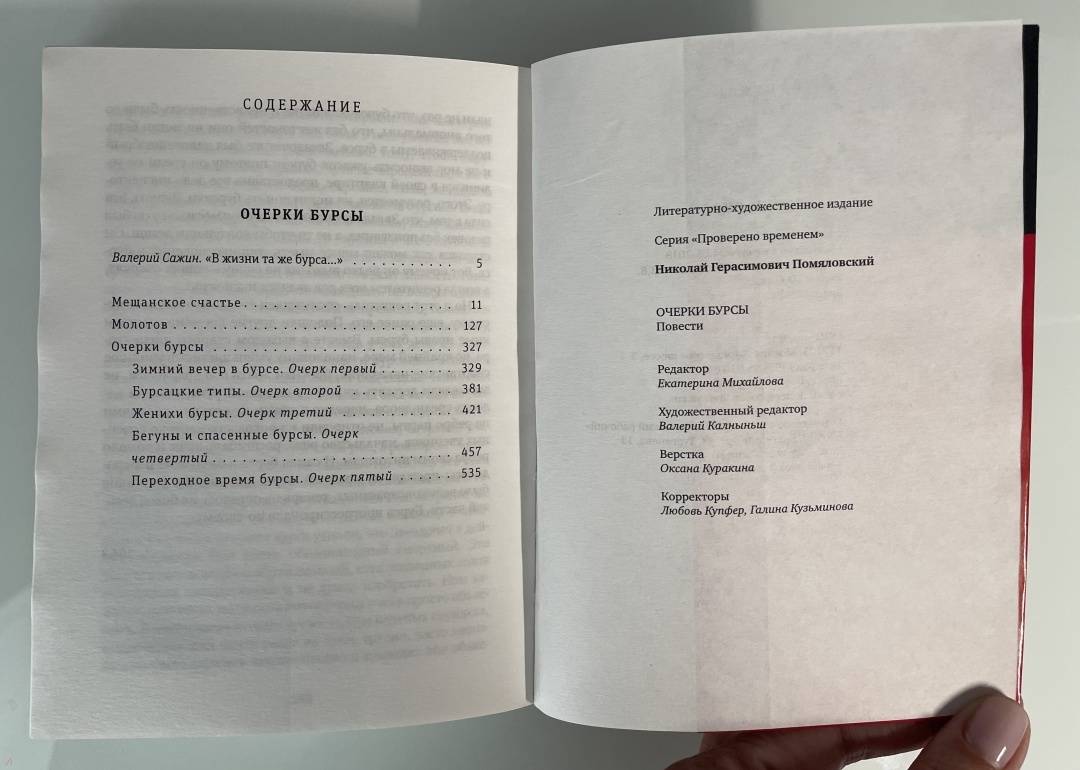 СОДЕРЖАНИЕ
ОЧЕРКИ БУРСЫ
Валерий Сажин. «В жизни та же бурса...» . . . . . . . . . . 5
Мещанское счастье . . . . . . . . . . . . . . . . . . . . 11
Молотов . . . . . . . . . . . . . . . . . . . . . . . . . . 127
Очерки бурсы . . . . . . . . . . . . . . . . . . . . . . . 327
Зимний вечер в бурсе. Очерк первый . . . . . . . 329
Бурсацкие типы. Очерк второй . . . . . . . . . . 381
Женихи бурсы. Очерк третий . . . . . . . . . . . 421
Бегуны и спасенные бурсы. Очерк
четвертый . . . . . . . . . . . . . . . . . . . . . . 457
Переходное время бурсы. Очерк пятый . . . . . . 535
Литературно-художественное издание
Серия «Проверено временем»
Николай Герасимович Помяловский
ОЧЕРКИ БУРСЫ
Повести
Редактор
Екатерина Михайлова
Художественный редактор
Валерий Калныньш
Верстка
Оксана Куракина
Корректоры
Любовь Купфер, Галина Кузьминова